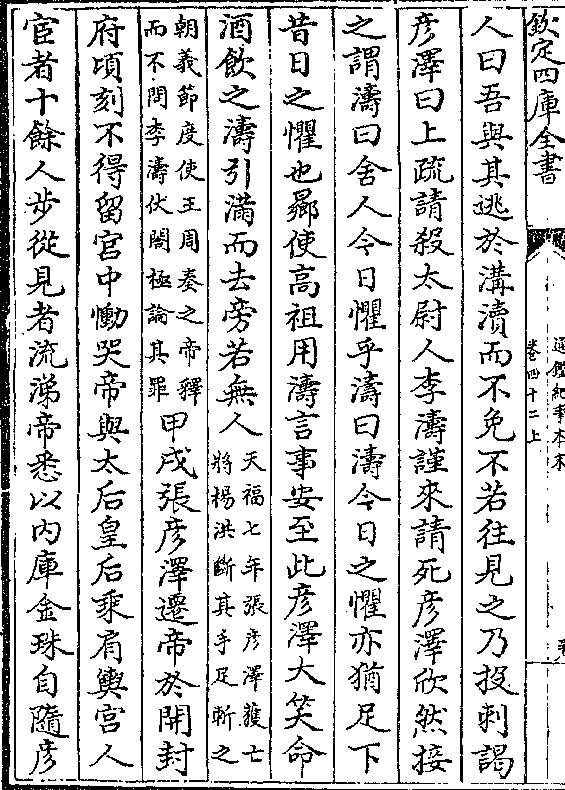 欽定四庫全書
通鑑紀事本末
卷四十二上
人曰吾與其逃於溝瀆而不免不若往見之乃投刺謁
彦澤曰上疏請殺太尉人李濤謹來請死彦澤欣然接
之謂濤曰舍人今日懼乎濤曰濤今日之懼亦猶足下
昔日之懼也曏使高祖用濤言事安至此彦澤大笑命
酒飲之濤引滿而去旁若無人天福七年張彦澤獲亡
將楊洪斷其手足斬之
朝義節度使王周奏之帝釋
而不問李濤伏閤極論其罪
甲戌張彦澤遷帝於開封
府頃刻不得留宮中慟哭帝與太后皇后乘肩輿宮人
宦者十餘人步從見者流涕帝悉以内庫金珠自隨彦